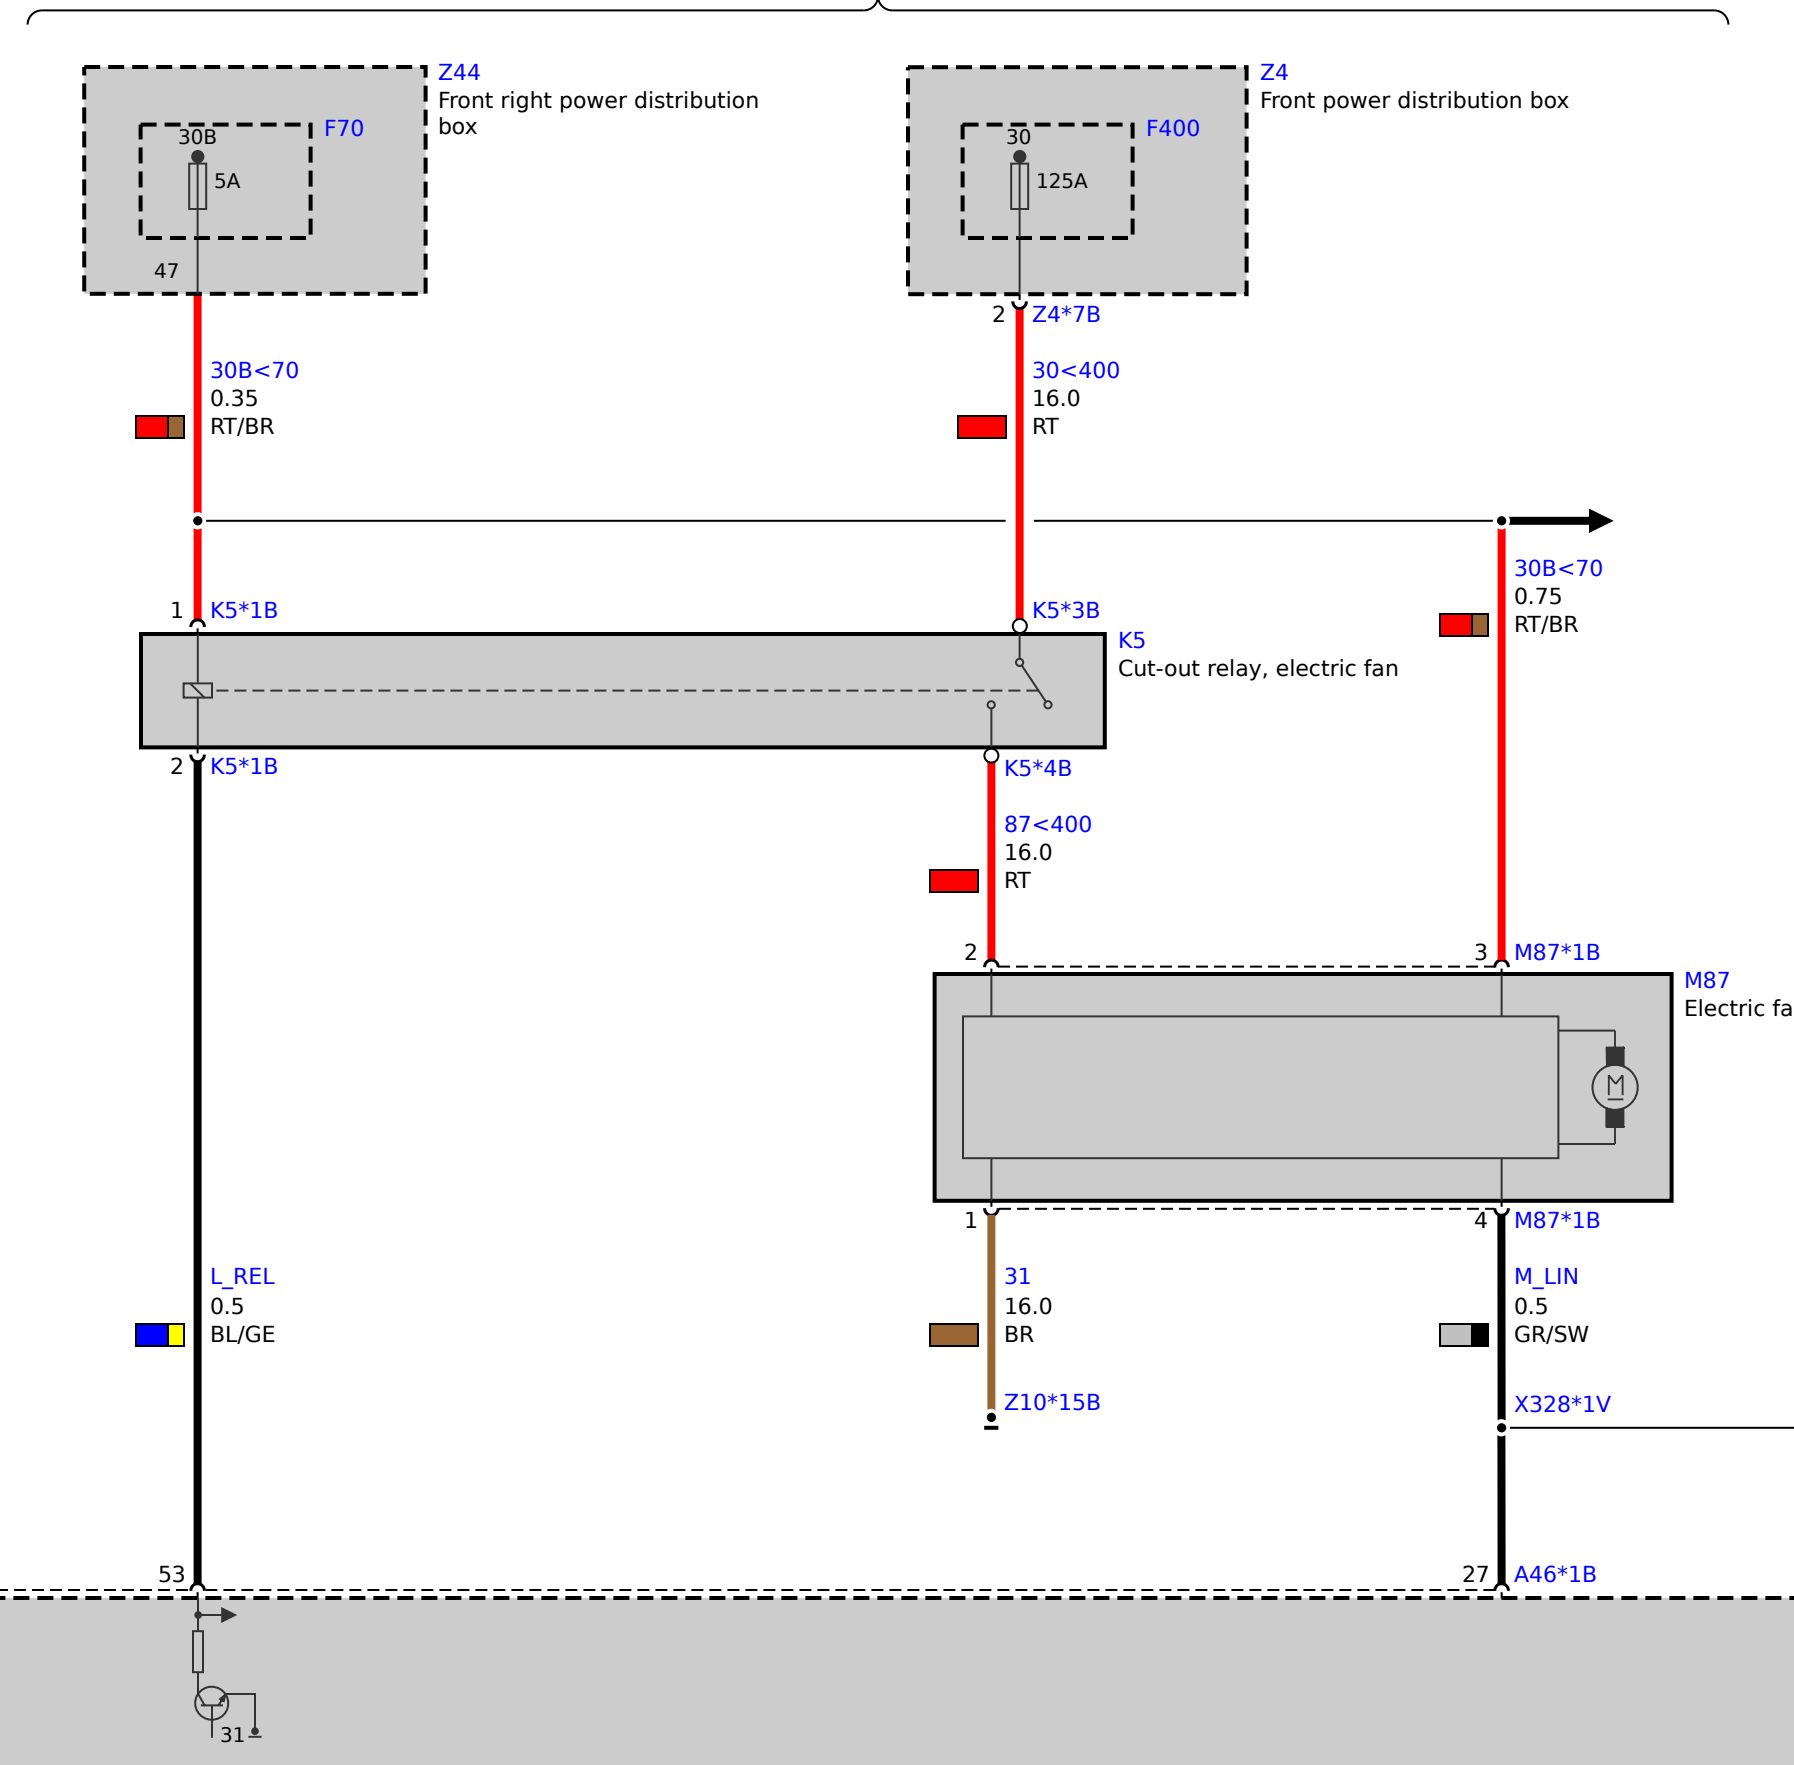 Z44
Front right power distribution
box
F70
30B
5A
47
Z4
Front power distribution box
F400
30
125A
2 Z4*7B
30B<70
0.35
RT/BR
30<400
16.0
RT
30B<70
0.75
RT/BR
1 K5*1B
K5*3B
K5
Cut-out relay, electric fan
2 K5*1B
K5*4B
87<400
16.0
RT
2
3 M87*1B
M87
Electric fa
M
1
4 M87*1B
L_REL
0.5
BL/GE
31
16.0
BR
M_LIN
0.5
GR/SW
Z10*15B
X328*1V
53
27 A46*1B
31